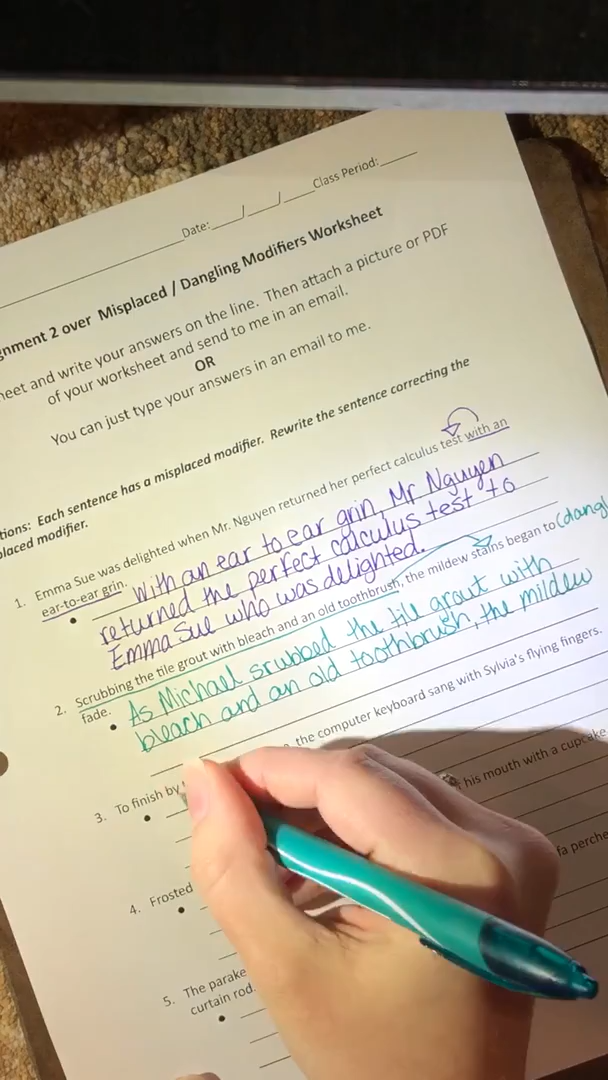 Date: ___/___/___ Class Period:____
gnment 2 over Misplaced / Dangling Modifiers Worksheet
heet and write your answers on the line. Then attach a picture or PDF
of your worksheet and send to me in an email.
OR
You can just type your answers in an email to me.
tions: Each sentence has a misplaced modifier. Rewrite the sentence correcting the
placed modifier.
1. Emma Sue was delighted when Mr. Nguyen returned her perfect calculus test with an
ear-to-ear grin.
• With an ear to ear grin, Mr Nguyen
returned the perfect calculus test to
Emma Sue who was delighted.
2. Scrubbing the tile grout with bleach and an old toothbrush, the mildew stains began to (dang
fade.
• As Michael srubbed the tile grout with
bleach and an old toothbrush, the mildew
3. To finish by the computer keyboard sang with Sylvia's flying fingers.
4. Frosted his mouth with a cupcake
5. The parake fa perche
curtain rod.